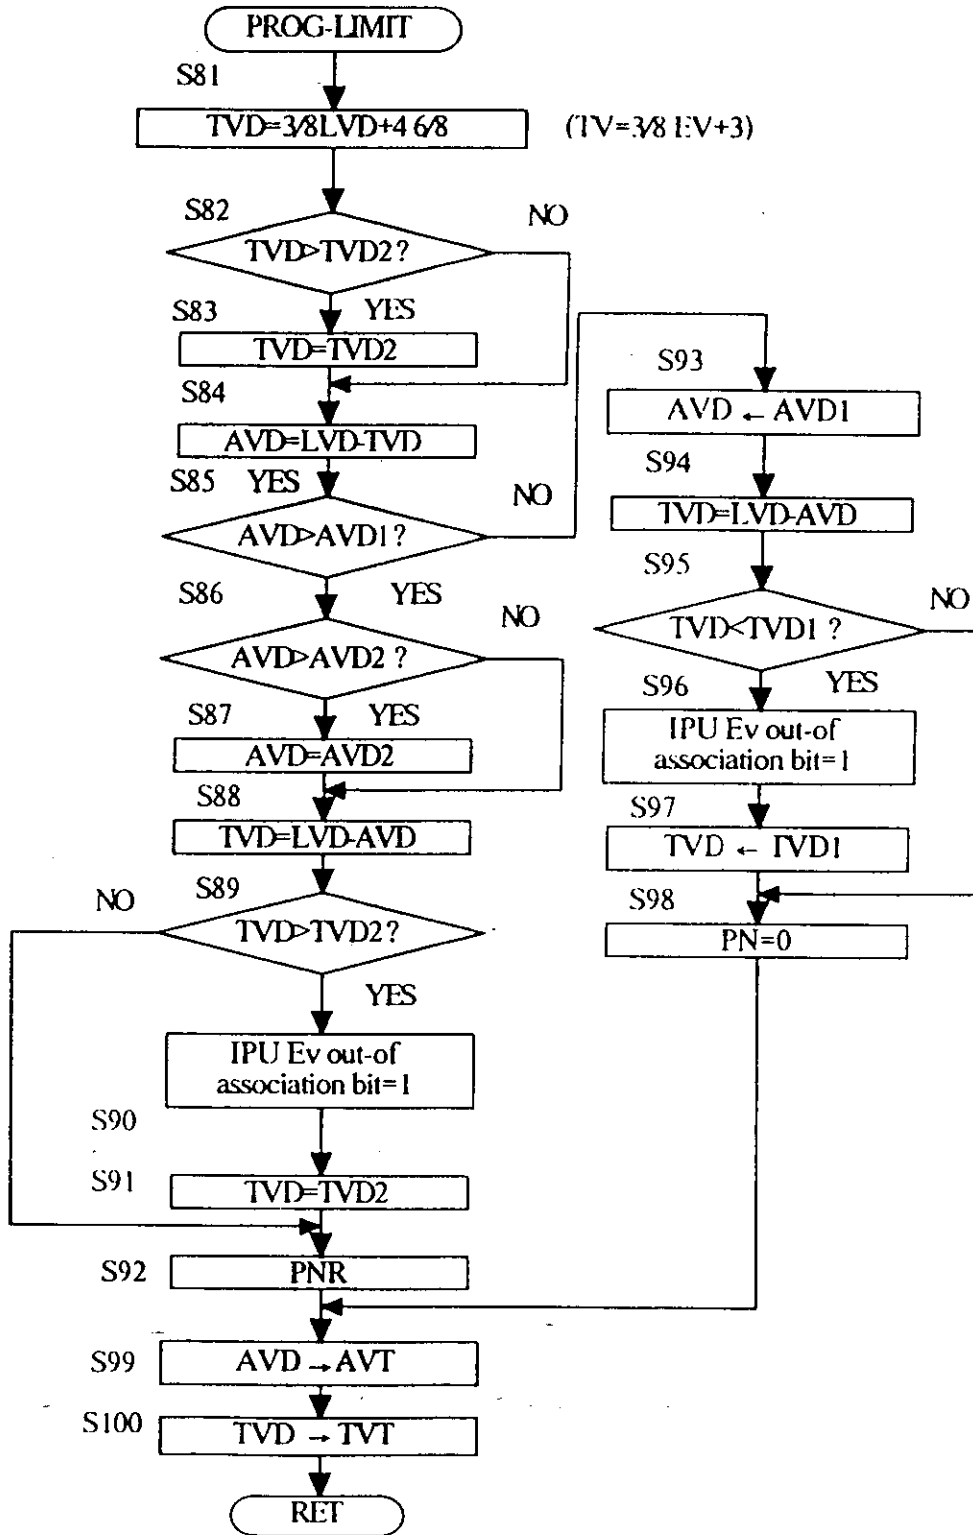 PROG-LIMIT
S81
TVD=3/8LVD+4 6/8
(TV=3/8 EV+3)
S82
NO
TVD>TVD2?
YES
S83
TVD=TVD2
S84
AVD=LVD-TVD
S85
YES
NO
AVD>AVD1?
S86
YES
NO
AVD>AVD2?
S87
YES
AVD=AVD2
S88
TVD=LVD-AVD
S89
NO
TVD>TVD2?
YES
IPU Ev out-of
association bit=1
S90
S91
TVD=TVD2
S92
PNR
S93
AVD ← AVD1
S94
TVD=LVD-AVD
S95
NO
TVD<TVD1 ?
S96
YES
IPU Ev out-of
association bit=1
S97
TVD ← TVD1
S98
PN=0
S99
AVD → AVT
S100
TVD → TVT
RET